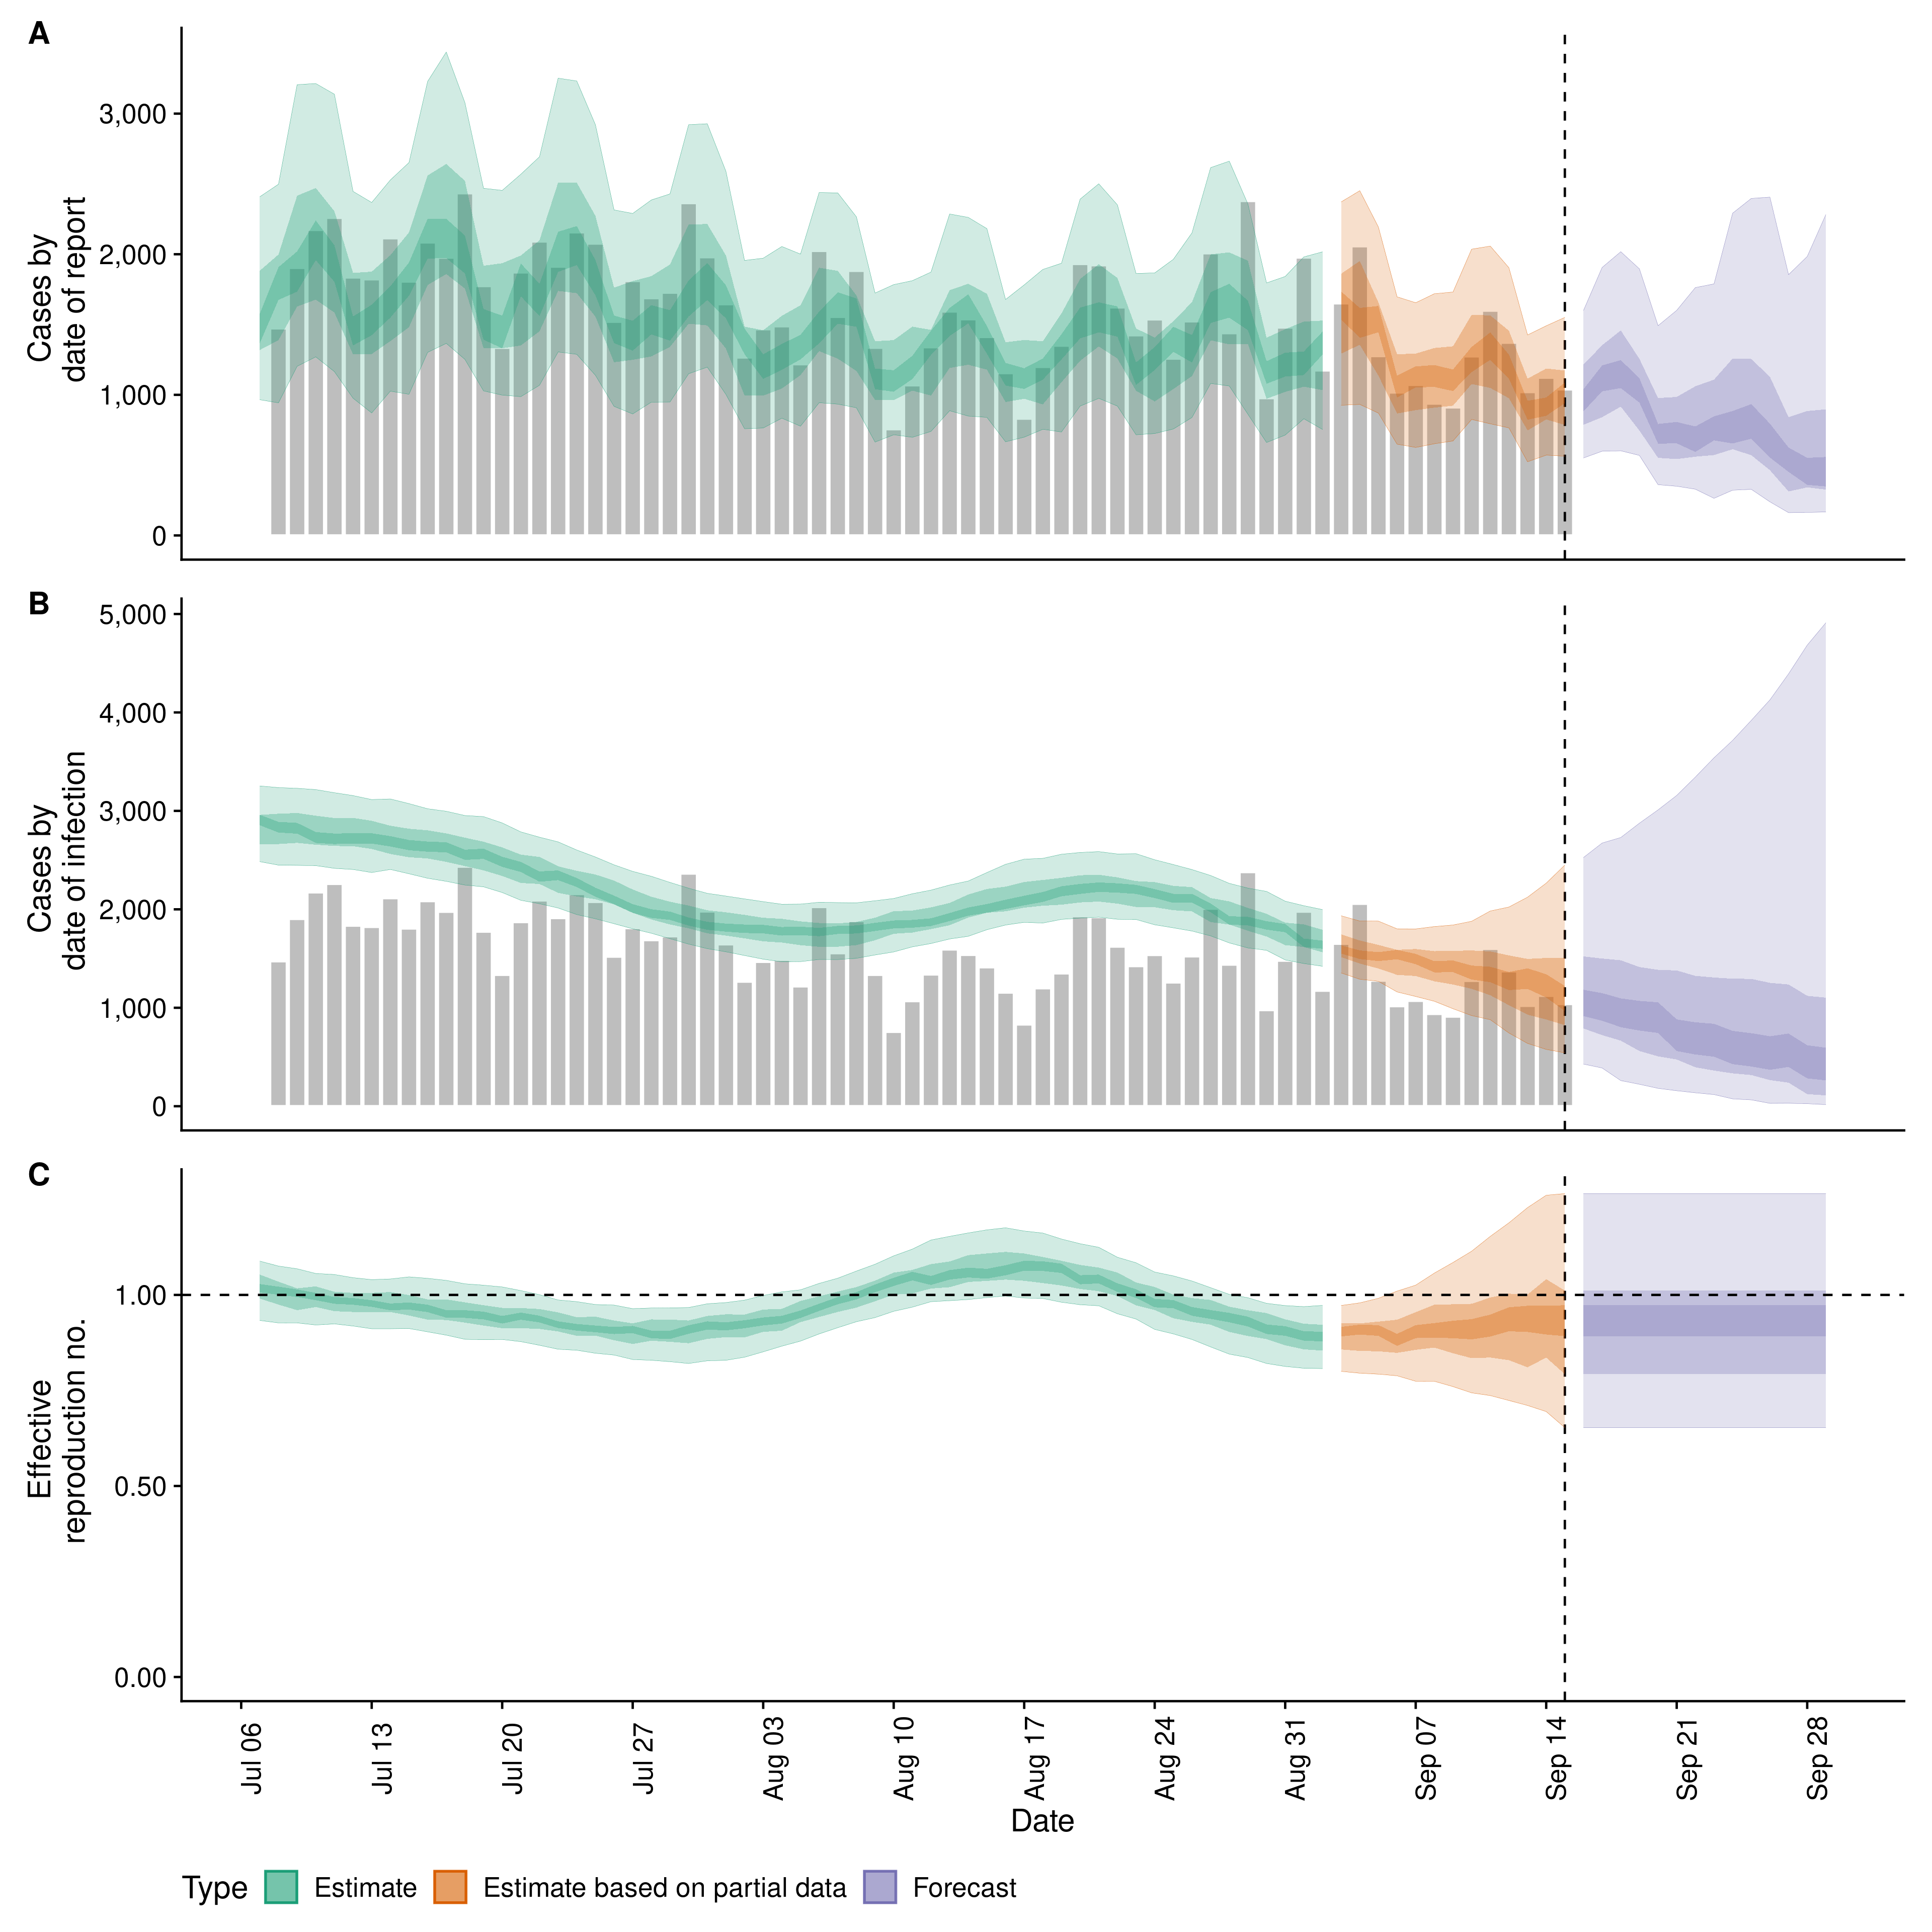 A
Cases by
date of report
3,000
2,000
1,000
0
B
Cases by
date of infection
5,000
4,000
3,000
2,000
1,000
0
C
Effective
reproduction no.
1.00
0.50
0.00
Jul 06
Jul 13
Jul 20
Jul 27
Aug 03
Aug 10
Aug 17
Aug 24
Aug 31
Sep 07
Sep 14
Sep 21
Sep 28
Date
Type Estimate Estimate based on partial data Forecast